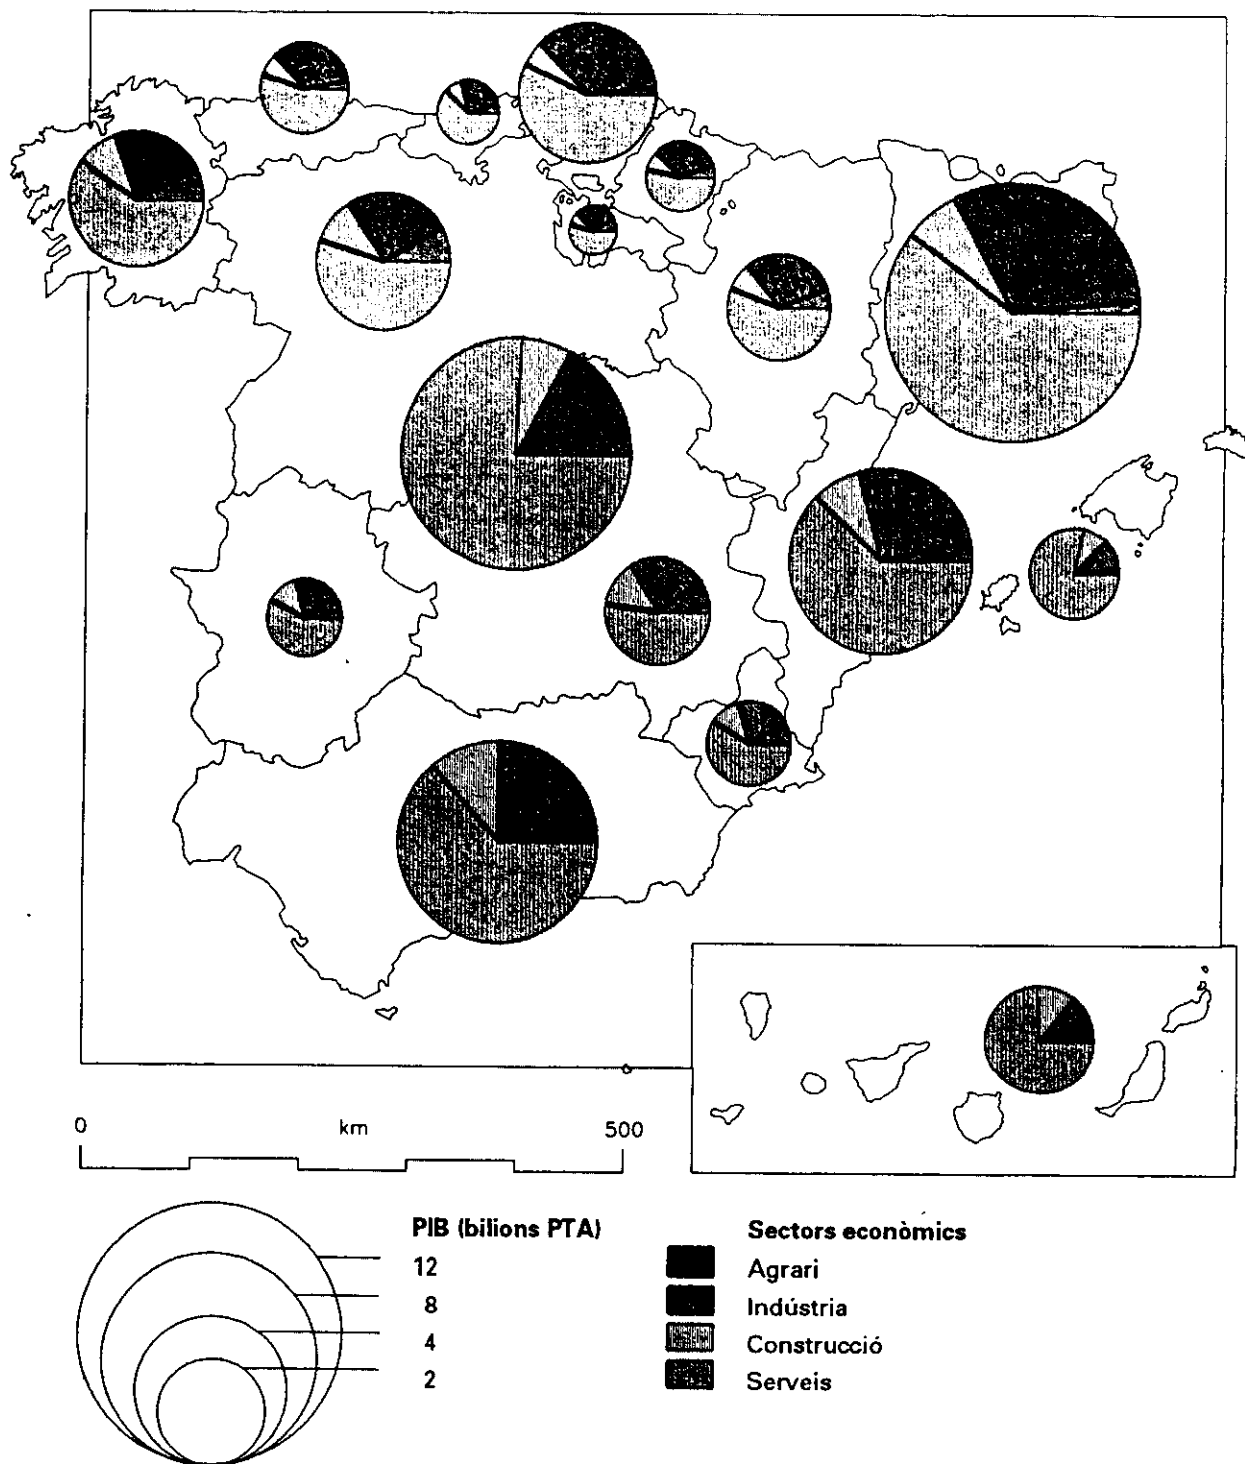 0 km 500
PIB (bilions PTA)
12
8
4
2
Sectors econòmics
Agrari
Indústria
Construcció
Serveis